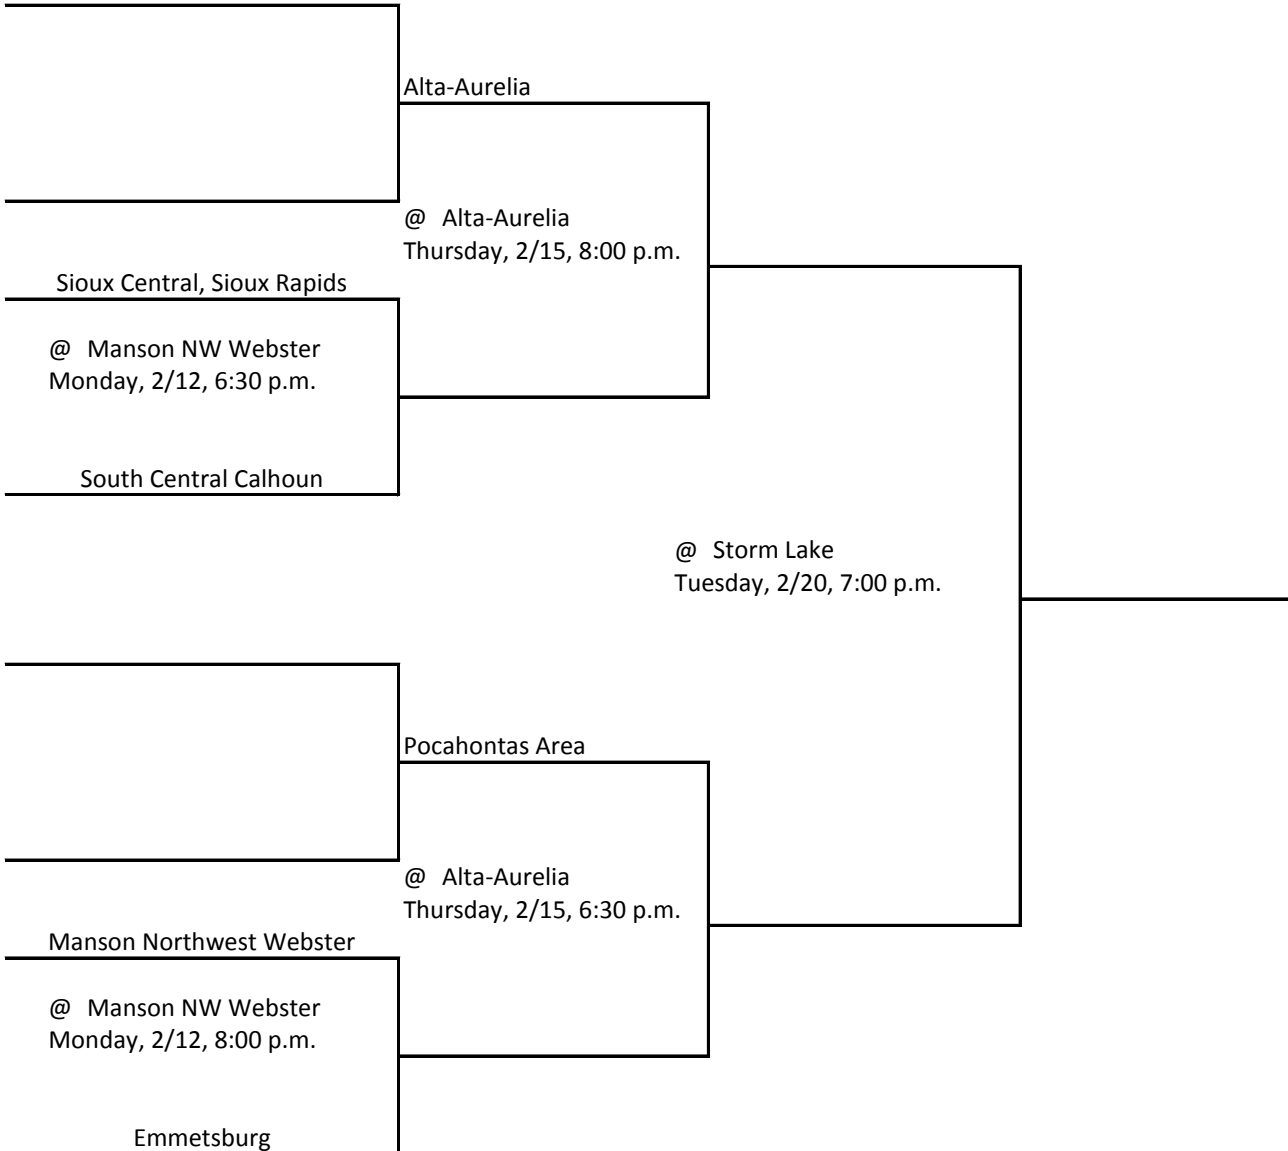 Alta-Aurelia
@ Alta-Aurelia
Thursday, 2/15, 8:00 p.m.
Sioux Central, Sioux Rapids
@ Manson NW Webster
Monday, 2/12, 6:30 p.m.
South Central Calhoun
@ Storm Lake
Tuesday, 2/20, 7:00 p.m.
Pocahontas Area
@ Alta-Aurelia
Thursday, 2/15, 6:30 p.m.
Manson Northwest Webster
@ Manson NW Webster
Monday, 2/12, 8:00 p.m.
Emmetsburg